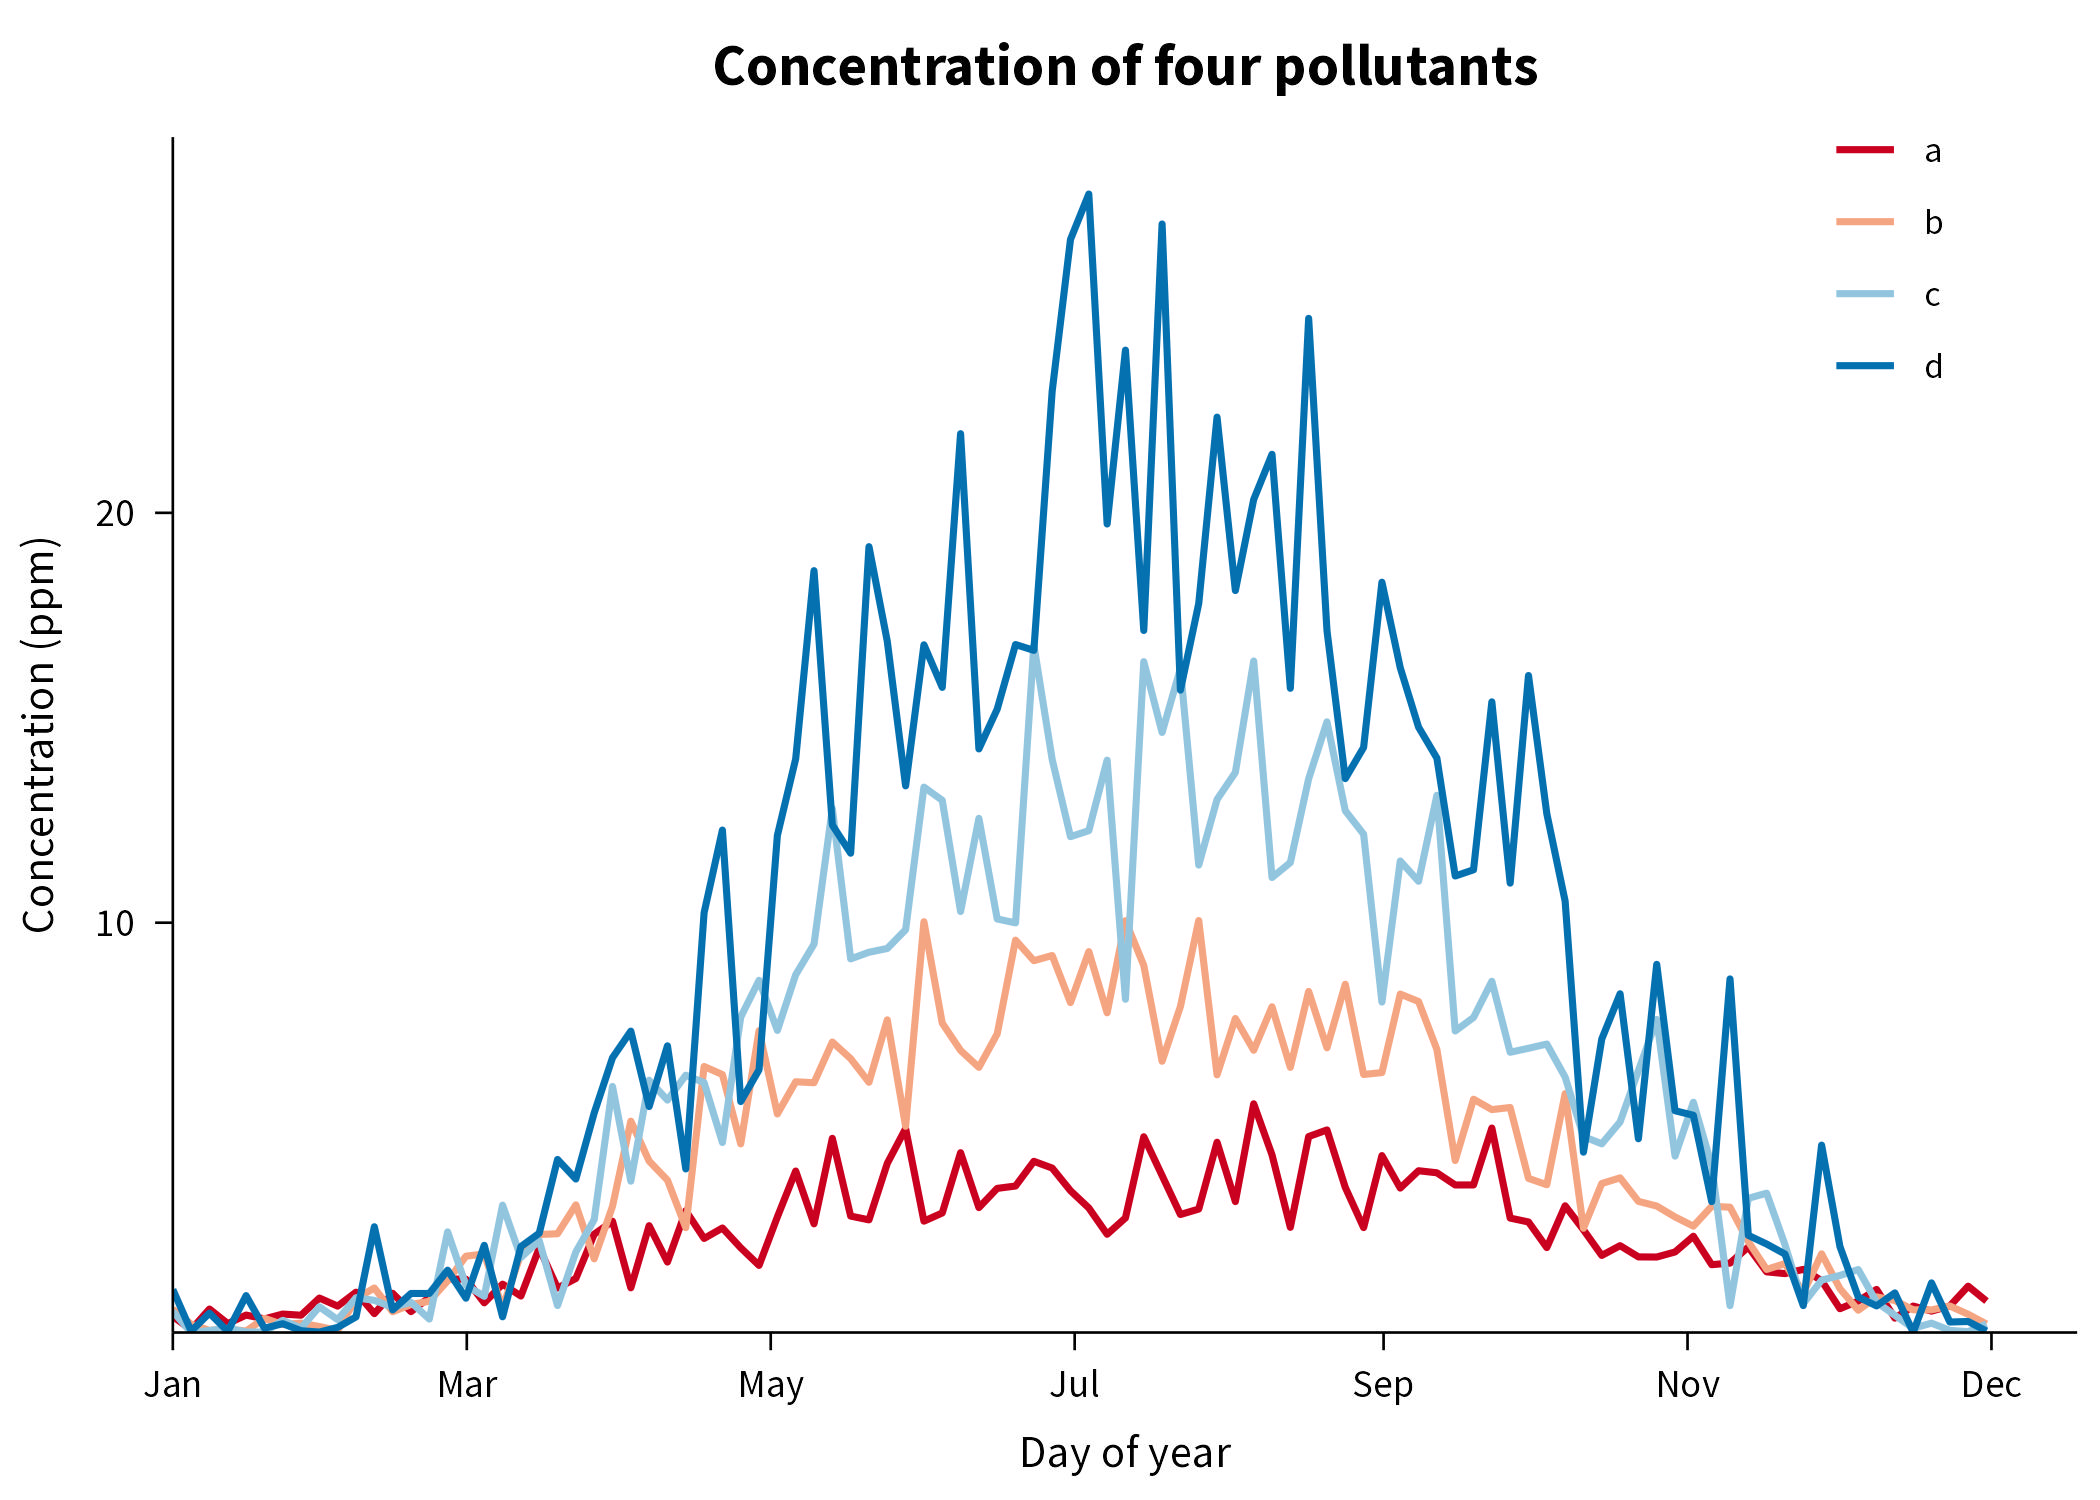 Concentration of four pollutants
a
b
c
d
20
10
Concentration (ppm)
Jan Mar May Jul Sep Nov Dec
Day of year